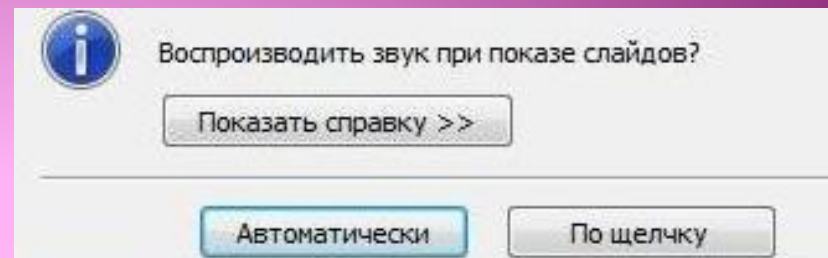 Воспроизводить звук при показе слайдов?
Показать справку >>
Автоматически По щелчку